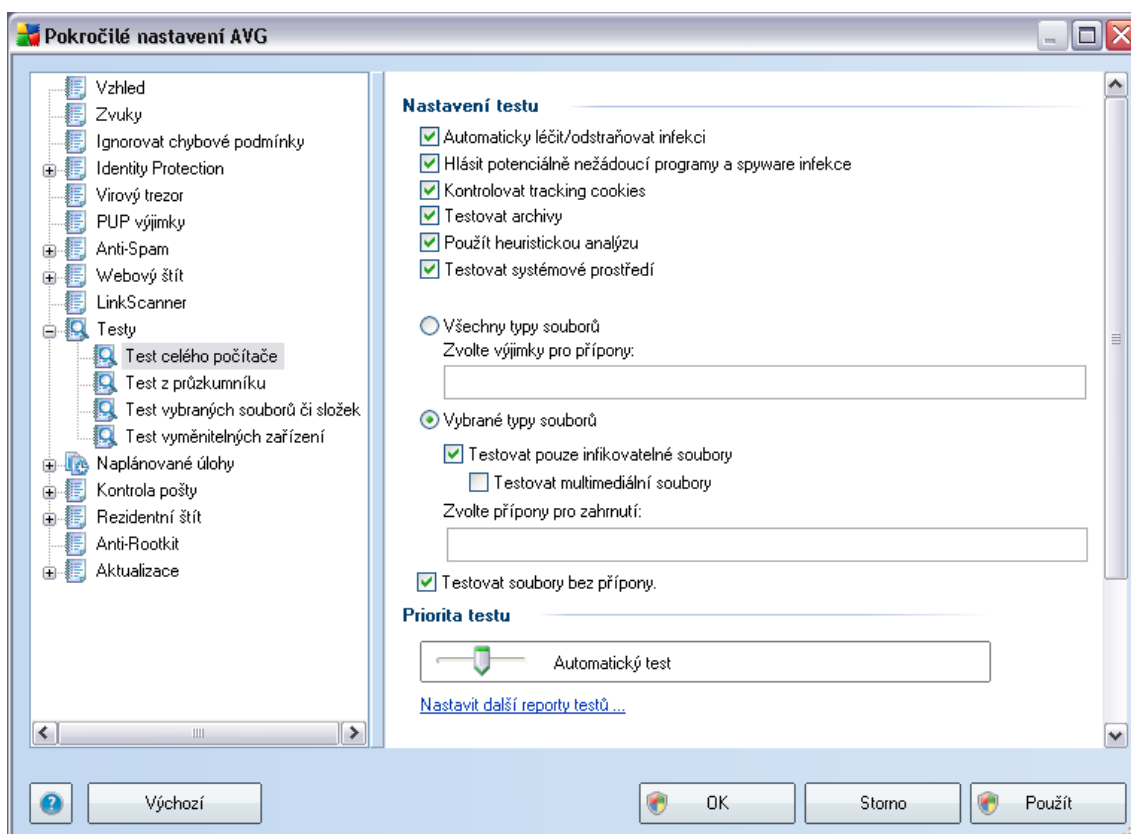 Pokročilé nastavení AVG
Vzhled
Zvuky
Ignorovat chybové podmínky
Identity Protection
Virový trezor
PUP výjimky
Anti-Spam
Webový štít
LinkScanner
Testy
Test celého počítače
Test z průzkumníku
Test vybraných souborů či složek
Test vyměnitelných zařízení
Naplánované úlohy
Kontrola pošty
Rezidentní štít
Anti-Rootkit
Aktualizace
Nastavení testu
Automaticky léčit/odstraňovat infekci
Hlásit potenciálně nežádoucí programy a spyware infekce
Kontrolovat tracking cookies
Testovat archivy
Použít heuristickou analýzu
Testovat systémové prostředí
Všechny typy souborů
Zvolte výjimky pro přípony:
Vybrané typy souborů
Testovat pouze infikovatelné soubory
Testovat multimediální soubory
Zvolte přípony pro zahrnutí:
Testovat soubory bez přípony.
Priorita testu
Automatický test
Nastavit další reporty testů ...
Výchozí
OK
Storno
Použít